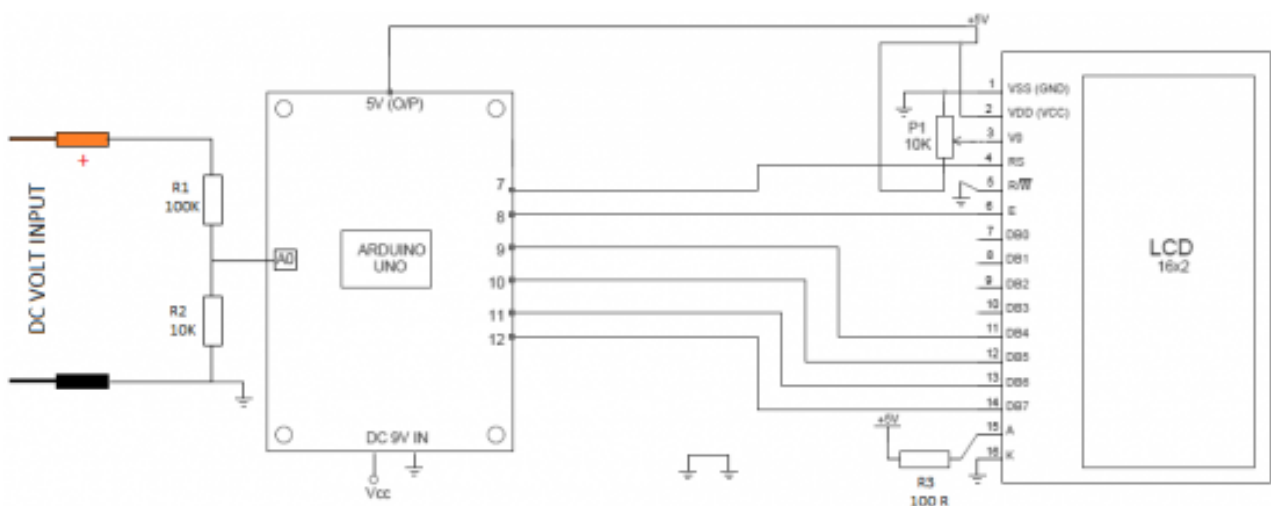 +5V
5V (O/P)
+
DC VOLT INPUT
R1
100K
R2
10K
A0
ARDUINO
UNO
7
8
9
10
11
12
DC 9V IN
Vcc
P1
10K
1 VSS (GND)
2 VDD (VCC)
3 V0
4 RS
5 R/W
6 E
7 DB0
8 DB1
9 DB2
10 DB3
11 DB4
12 DB5
13 DB6
14 DB7
15 A
16 K
+5V
R3
100 R
LCD
16x2